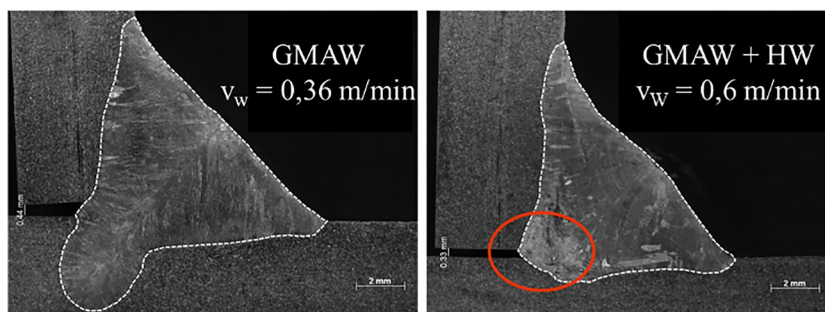 GMAW
v_w = 0,36 m/min
0.44 mm
2 mm
GMAW + HW
v_w = 0,6 m/min
0.33 mm
2 mm